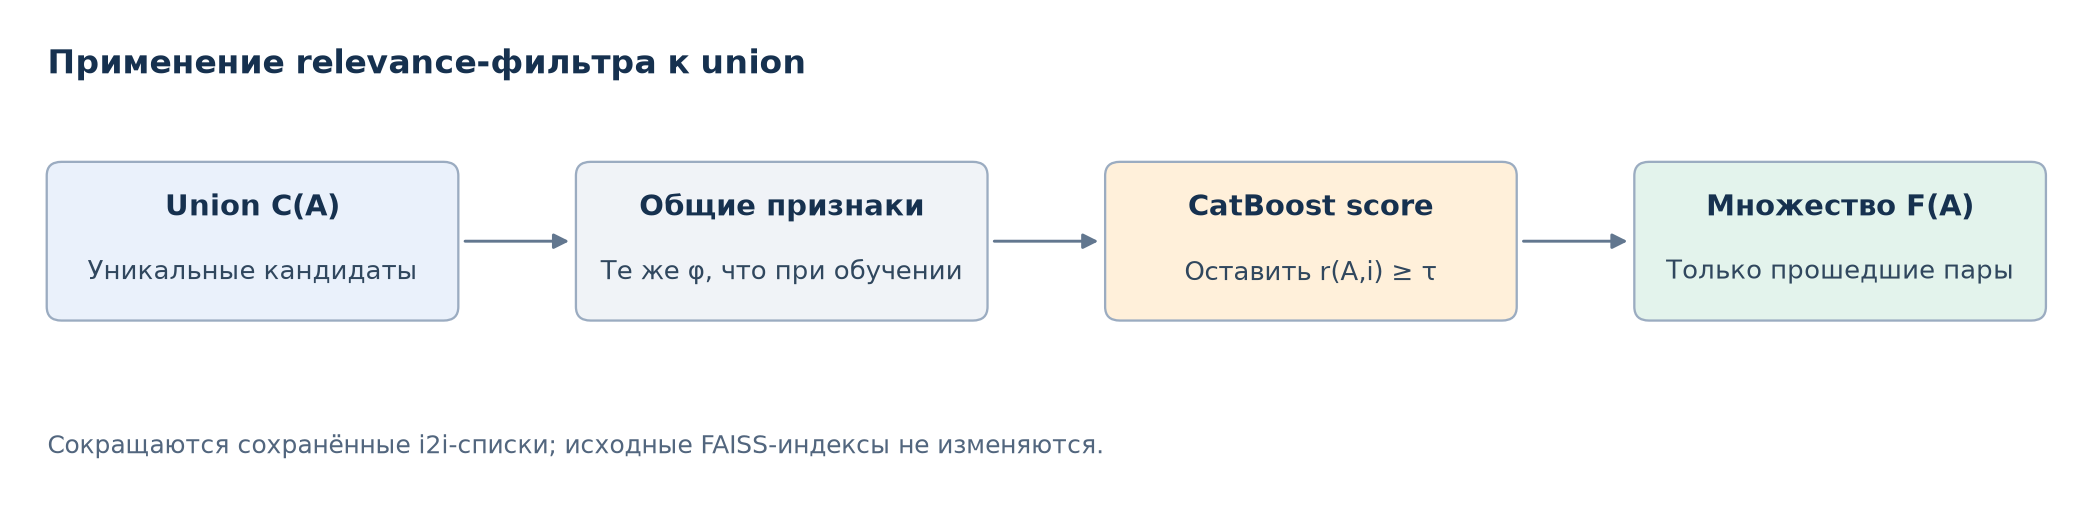 Применение relevance-фильтра к union
Union C(A)
Уникальные кандидаты
Общие признаки
Те же φ, что при обучении
CatBoost score
Оставить r(A,i) ≥ τ
Множество F(A)
Только прошедшие пары
Сокращаются сохранённые i2i-списки; исходные FAISS-индексы не изменяются.